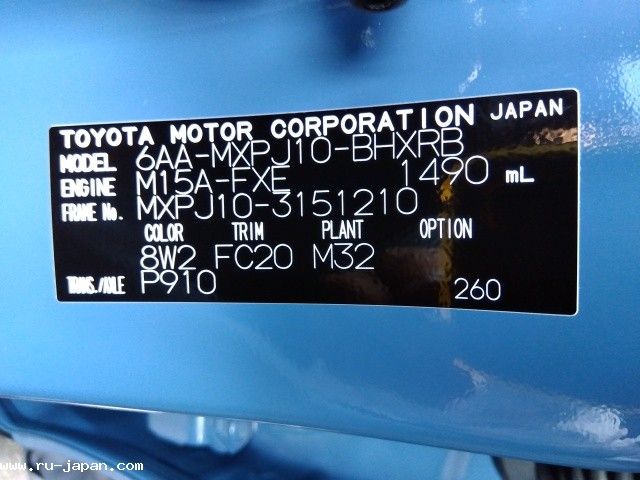 TOYOTA MOTOR CORPORATION JAPAN
MODEL 6AA-MXPJ10-BHXRB
ENGINE M15A-FXE 1490 mL
FRAME No. MXPJ10-3151210
COLOR TRIM PLANT OPTION
8W2 FC20 M32
TRANS./AXLE P910 260
www.ru-japan.com